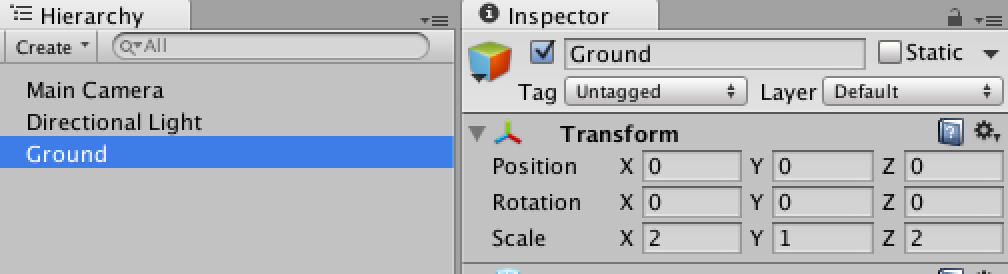 Hierarchy
Create
All
Main Camera
Directional Light
Ground
Inspector
Ground
Static
Tag Untagged Layer Default
Transform
Position X 0 Y 0 Z 0
Rotation X 0 Y 0 Z 0
Scale X 2 Y 1 Z 2